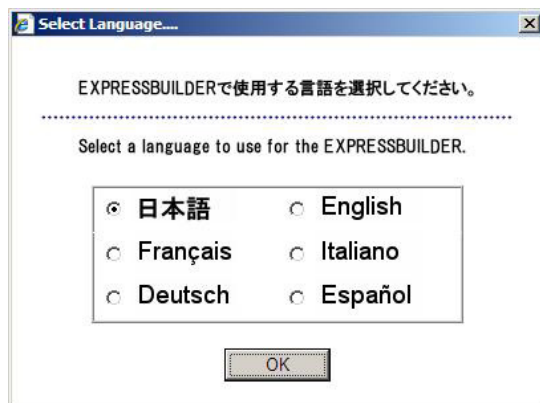 Select Language....
EXPRESSBUILDERで使用する言語を選択してください。
Select a language to use for the EXPRESSBUILDER.
日本語 English
Français Italiano
Deutsch Español
OK